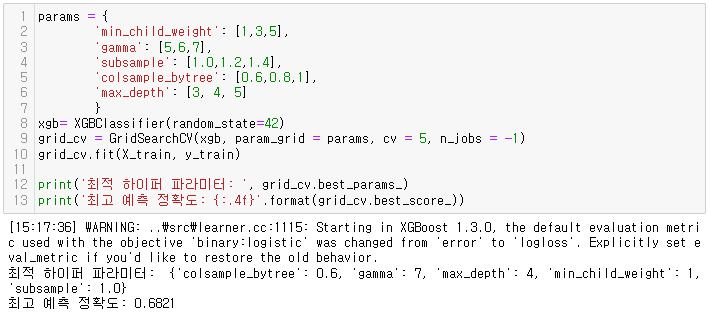 1 params = {
2 'min_child_weight': [1,3,5],
3 'gamma': [5,6,7],
4 'subsample': [1.0,1.2,1.4],
5 'colsample_bytree': [0.6,0.8,1],
6 'max_depth': [3, 4, 5]
7 }
8 xgb= XGBClassifier(random_state=42)
9 grid_cv = GridSearchCV(xgb, param_grid = params, cv = 5, n_jobs = -1)
10 grid_cv.fit(X_train, y_train)
11
12 print('최적 하이퍼 파라미터: ', grid_cv.best_params_)
13 print('최고 예측 정확도: {:.4f}'.format(grid_cv.best_score_))
[15:17:36] WARNING: ..₩src₩learner.cc:1115: Starting in XGBoost 1.3.0, the default evaluation metri
c used with the objective 'binary:logistic' was changed from 'error' to 'logloss'. Explicitly set e
val_metric if you'd like to restore the old behavior.
최적 하이퍼 파라미터:  {'colsample_bytree': 0.6, 'gamma': 7, 'max_depth': 4, 'min_child_weight': 1,
'subsample': 1.0}
최고 예측 정확도: 0.6821